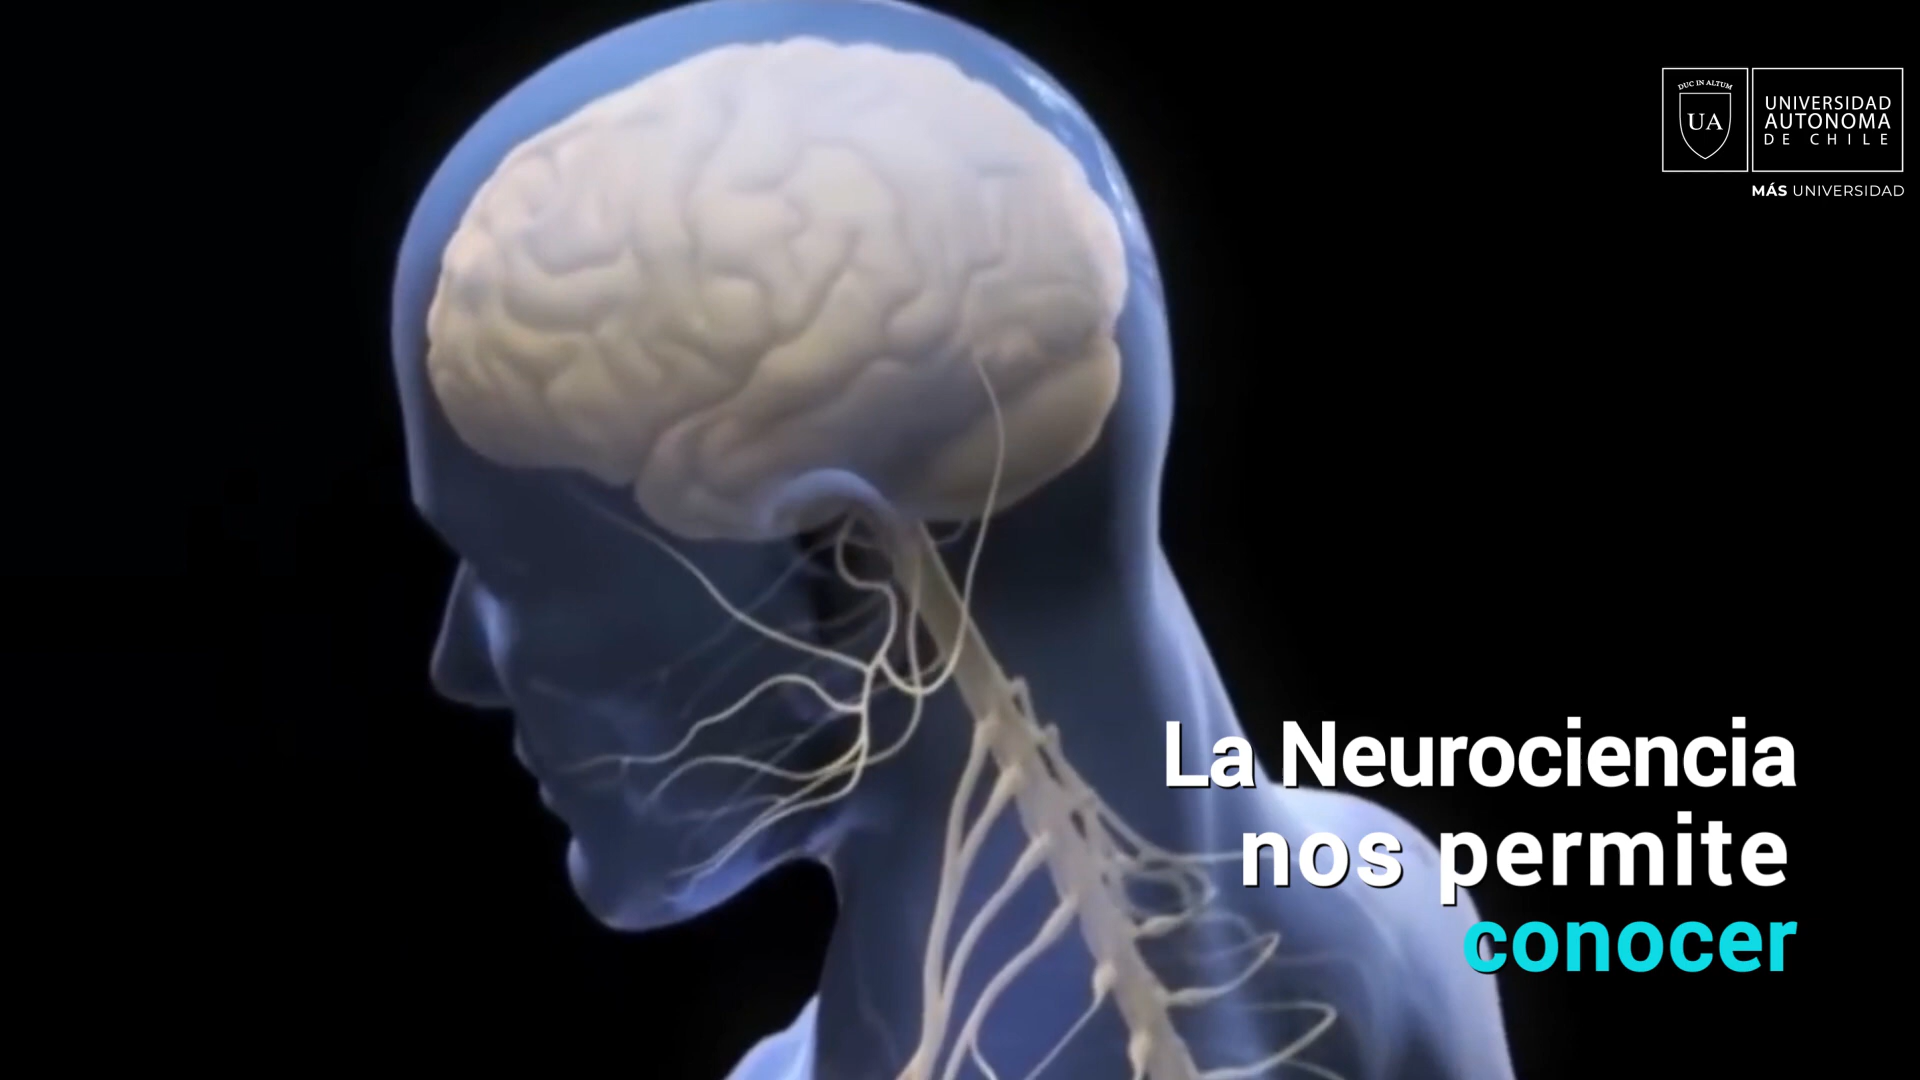 DUC IN ALTUM
UA
UNIVERSIDAD
AUTONOMA
DE CHILE
MÁS UNIVERSIDAD
La Neurociencia
nos permite
conocer